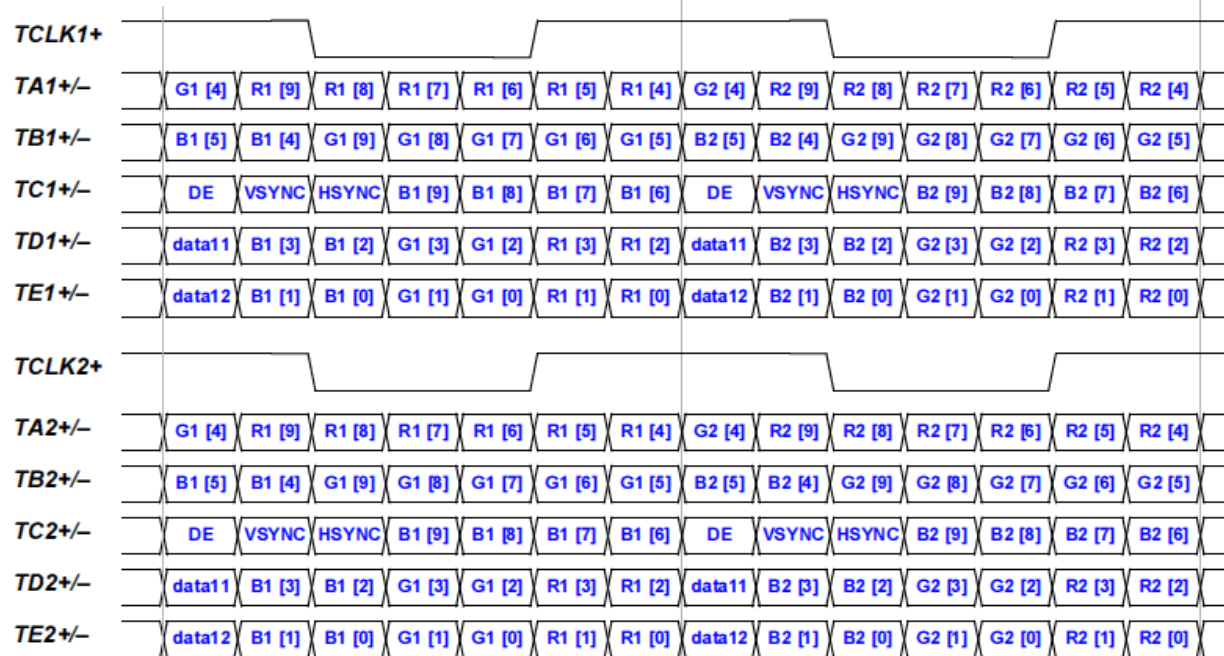 TCLK1+
TA1+/– G1 [4] R1 [9] R1 [8] R1 [7] R1 [6] R1 [5] R1 [4] G2 [4] R2 [9] R2 [8] R2 [7] R2 [6] R2 [5] R2 [4]
TB1+/– B1 [5] B1 [4] G1 [9] G1 [8] G1 [7] G1 [6] G1 [5] B2 [5] B2 [4] G2 [9] G2 [8] G2 [7] G2 [6] G2 [5]
TC1+/– DE VSYNC HSYNC B1 [9] B1 [8] B1 [7] B1 [6] DE VSYNC HSYNC B2 [9] B2 [8] B2 [7] B2 [6]
TD1+/– data11 B1 [3] B1 [2] G1 [3] G1 [2] R1 [3] R1 [2] data11 B2 [3] B2 [2] G2 [3] G2 [2] R2 [3] R2 [2]
TE1+/– data12 B1 [1] B1 [0] G1 [1] G1 [0] R1 [1] R1 [0] data12 B2 [1] B2 [0] G2 [1] G2 [0] R2 [1] R2 [0]
TCLK2+
TA2+/– G1 [4] R1 [9] R1 [8] R1 [7] R1 [6] R1 [5] R1 [4] G2 [4] R2 [9] R2 [8] R2 [7] R2 [6] R2 [5] R2 [4]
TB2+/– B1 [5] B1 [4] G1 [9] G1 [8] G1 [7] G1 [6] G1 [5] B2 [5] B2 [4] G2 [9] G2 [8] G2 [7] G2 [6] G2 [5]
TC2+/– DE VSYNC HSYNC B1 [9] B1 [8] B1 [7] B1 [6] DE VSYNC HSYNC B2 [9] B2 [8] B2 [7] B2 [6]
TD2+/– data11 B1 [3] B1 [2] G1 [3] G1 [2] R1 [3] R1 [2] data11 B2 [3] B2 [2] G2 [3] G2 [2] R2 [3] R2 [2]
TE2+/– data12 B1 [1] B1 [0] G1 [1] G1 [0] R1 [1] R1 [0] data12 B2 [1] B2 [0] G2 [1] G2 [0] R2 [1] R2 [0]